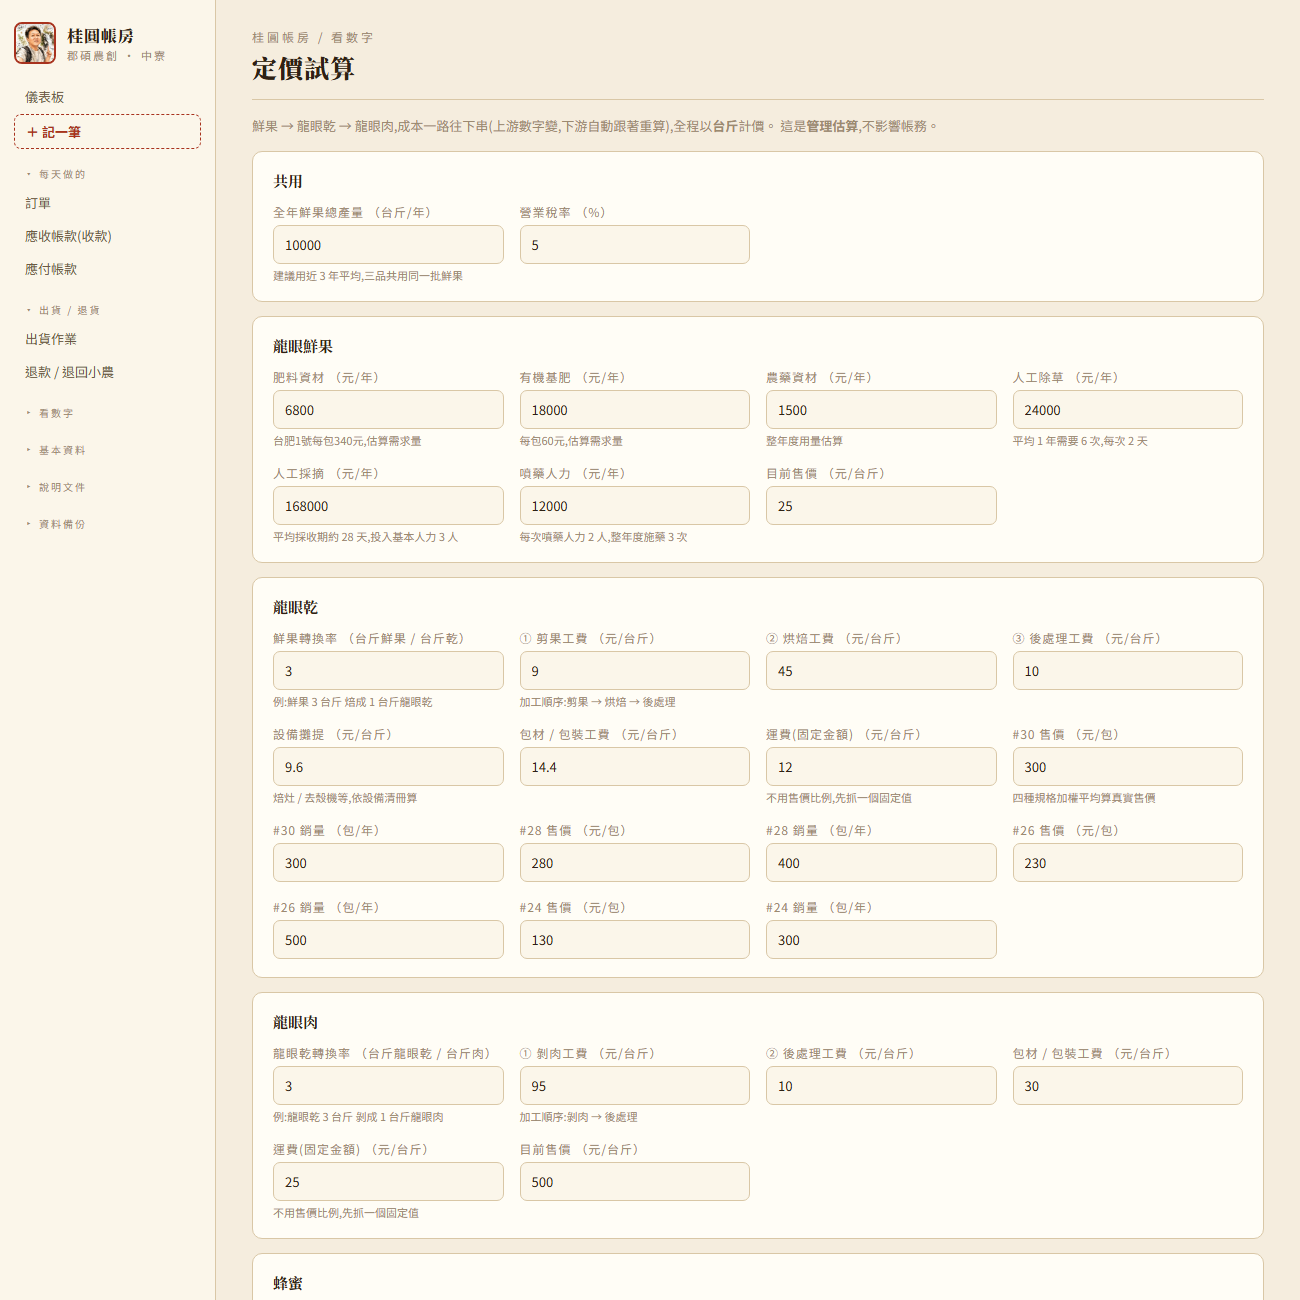 桂圓帳房
郡碩農創 · 中寮
儀表板
＋ 記一筆
每天做的
訂單
應收帳款(收款)
應付帳款
出貨 / 退貨
出貨作業
退款 / 退回小農
看數字
基本資料
說明文件
資料備份
桂圓帳房 / 看數字
定價試算
鮮果 → 龍眼乾 → 龍眼肉,成本一路往下串(上游數字變,下游自動跟著重算),全程以台斤計價。 這是管理估算,不影響帳務。
共用
全年鮮果總產量 （台斤/年） 營業稅率 （%）
10000 5
建議用近 3 年平均,三品共用同一批鮮果
龍眼鮮果
肥料資材 （元/年） 有機基肥 （元/年） 農藥資材 （元/年） 人工除草 （元/年）
6800 18000 1500 24000
台肥1號每包340元,估算需求量 每包60元,估算需求量 整年度用量估算 平均 1 年需要 6 次,每次 2 天
人工採摘 （元/年） 噴藥人力 （元/年） 目前售價 （元/台斤）
168000 12000 25
平均採收期約 28 天,投入基本人力 3 人 每次噴藥人力 2 人,整年度施藥 3 次
龍眼乾
鮮果轉換率 （台斤鮮果 / 台斤乾） ① 剪果工費 （元/台斤） ② 烘焙工費 （元/台斤） ③ 後處理工費 （元/台斤）
3 9 45 10
例:鮮果 3 台斤 焙成 1 台斤龍眼乾 加工順序:剪果 → 烘焙 → 後處理
設備攤提 （元/台斤） 包材 / 包裝工費 （元/台斤） 運費(固定金額) （元/台斤） #30 售價 （元/包）
9.6 14.4 12 300
焙灶 / 去殼機等,依設備清冊算 不用售價比例,先抓一個固定值 四種規格加權平均算真實售價
#30 銷量 （包/年） #28 售價 （元/包） #28 銷量 （包/年） #26 售價 （元/包）
300 280 400 230
#26 銷量 （包/年） #24 售價 （元/包） #24 銷量 （包/年）
500 130 300
龍眼肉
龍眼乾轉換率 （台斤龍眼乾 / 台斤肉） ① 剝肉工費 （元/台斤） ② 後處理工費 （元/台斤） 包材 / 包裝工費 （元/台斤）
3 95 10 30
例:龍眼乾 3 台斤 剝成 1 台斤龍眼肉 加工順序:剝肉 → 後處理
運費(固定金額) （元/台斤） 目前售價 （元/台斤）
25 500
不用售價比例,先抓一個固定值
蜂蜜